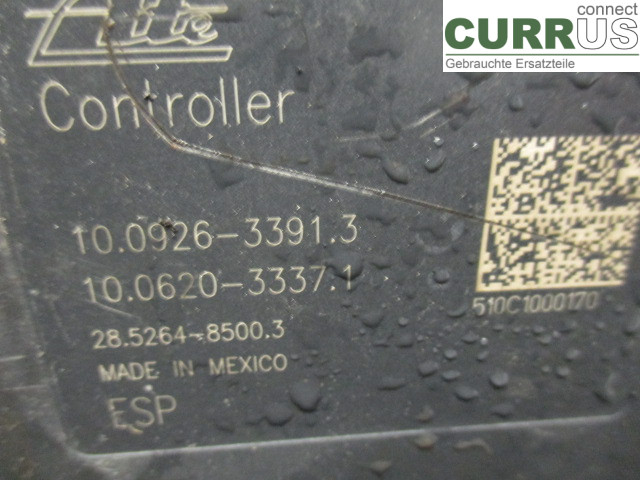 connect
CURRUS
Gebrauchte Ersatzteile
Ate
Controller
10.0926-3391.3
10.0620-3337.1
510C1000170
28.5264-8500.3
MADE IN MEXICO
ESP